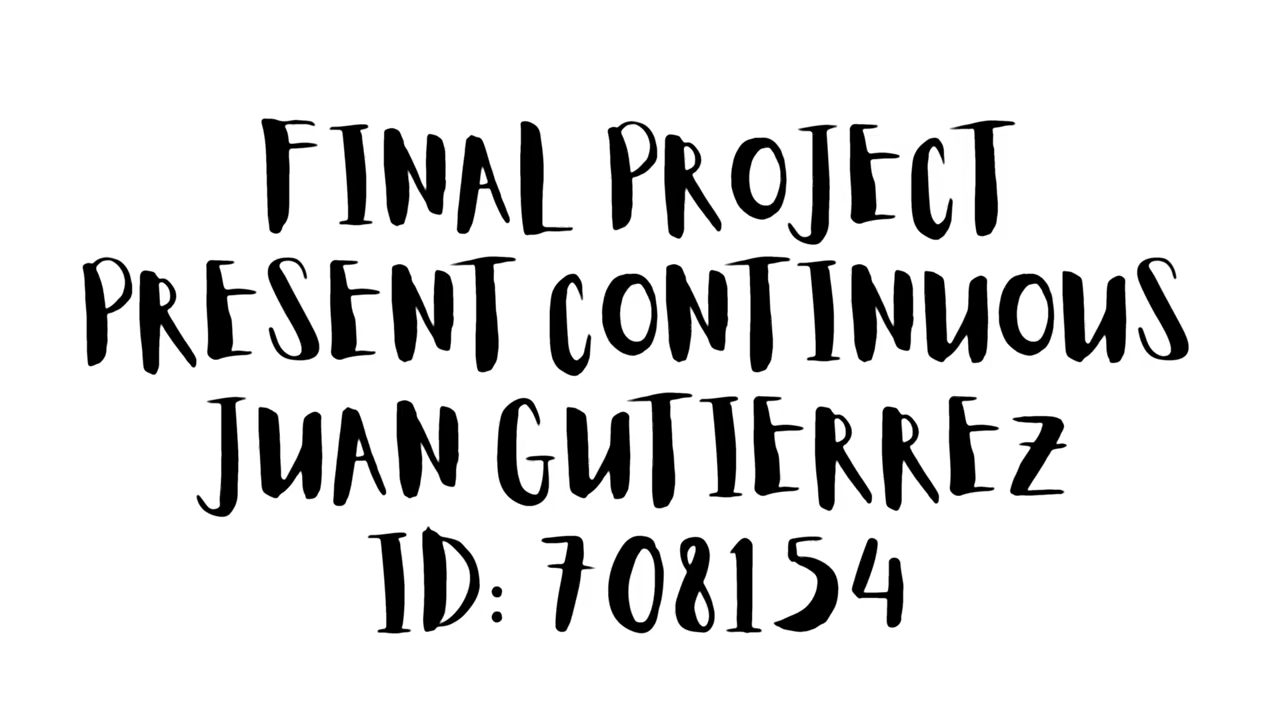 FINAL PROJECT
PRESENT CONTINUOUS
JUAN GUTIERREZ
ID: 708154